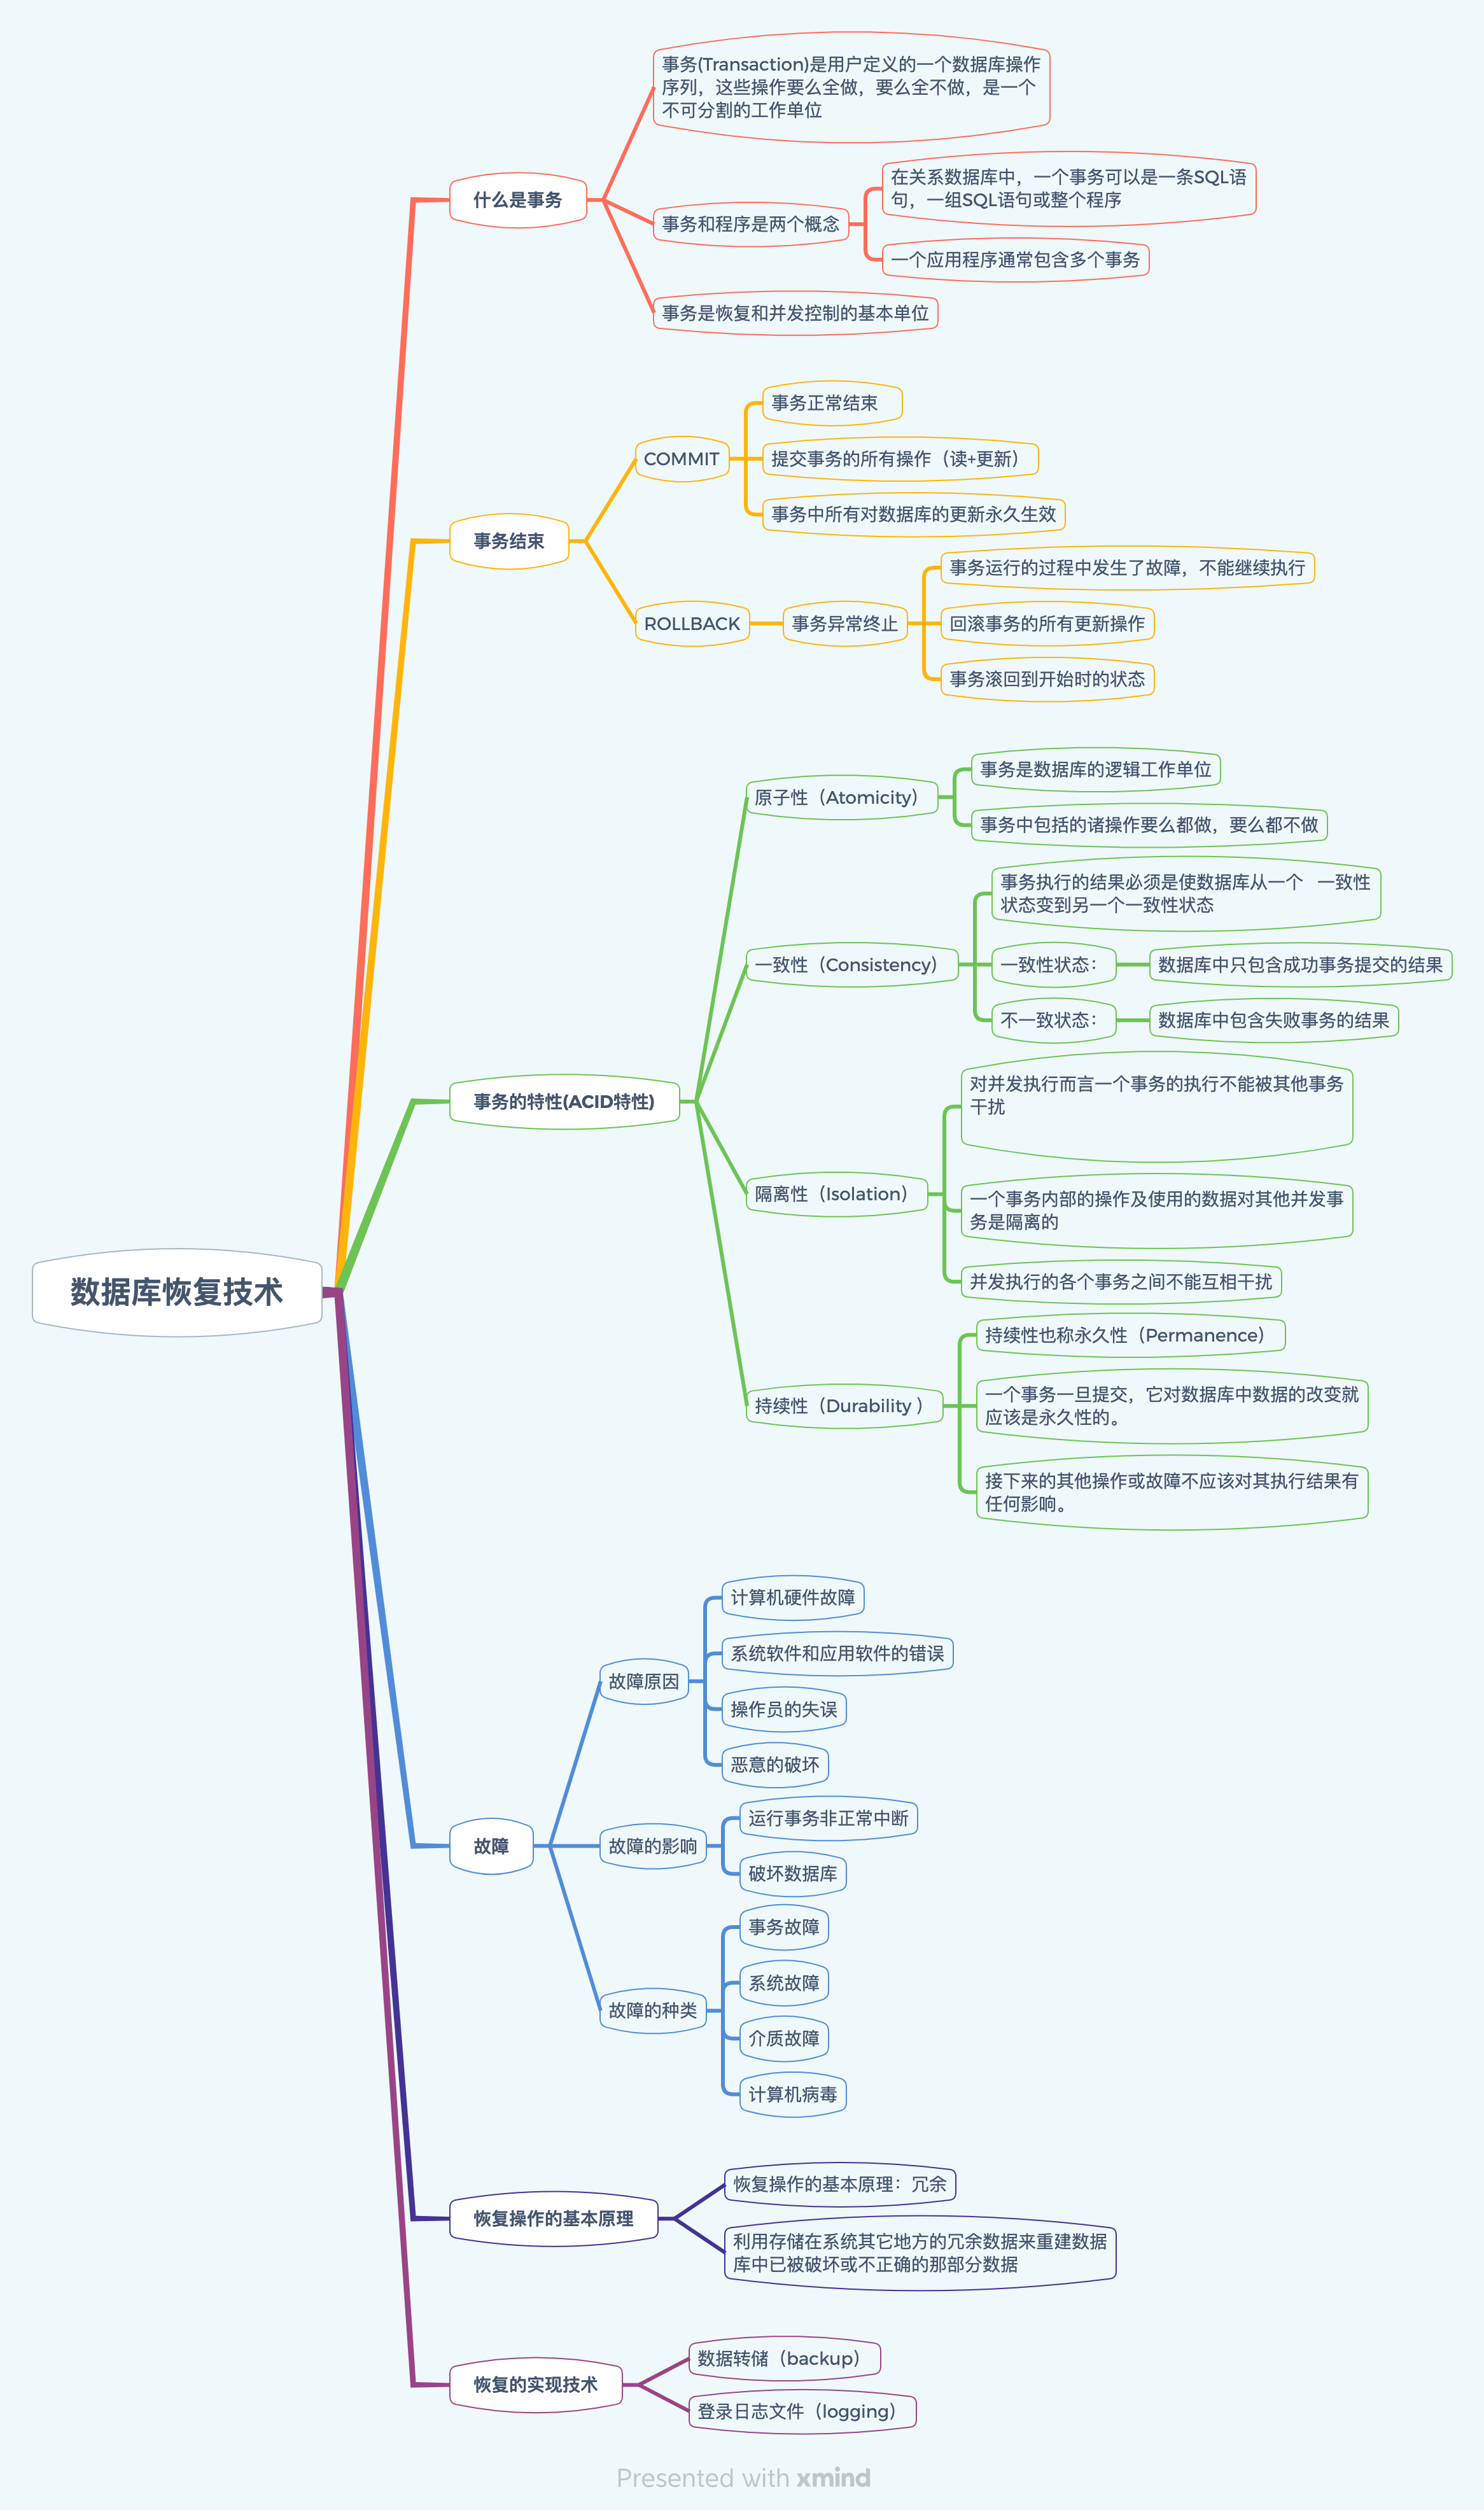 数据库恢复技术
什么是事务
事务(Transaction)是用户定义的一个数据库操作
序列，这些操作要么全做，要么全不做，是一个
不可分割的工作单位
事务和程序是两个概念
在关系数据库中，一个事务可以是一条SQL语
句，一组SQL语句或整个程序
一个应用程序通常包含多个事务
事务是恢复和并发控制的基本单位
事务结束
COMMIT
事务正常结束
提交事务的所有操作（读+更新）
事务中所有对数据库的更新永久生效
ROLLBACK
事务异常终止
事务运行的过程中发生了故障，不能继续执行
回滚事务的所有更新操作
事务滚回到开始时的状态
事务的特性(ACID特性)
原子性（Atomicity）
事务是数据库的逻辑工作单位
事务中包括的诸操作要么都做，要么都不做
一致性（Consistency）
事务执行的结果必须是使数据库从一个 一致性
状态变到另一个一致性状态
一致性状态：
数据库中只包含成功事务提交的结果
不一致状态：
数据库中包含失败事务的结果
隔离性（Isolation）
对并发执行而言一个事务的执行不能被其他事务
干扰
一个事务内部的操作及使用的数据对其他并发事
务是隔离的
并发执行的各个事务之间不能互相干扰
持续性（Durability ）
持续性也称永久性（Permanence）
一个事务一旦提交，它对数据库中数据的改变就
应该是永久性的。
接下来的其他操作或故障不应该对其执行结果有
任何影响。
故障
故障原因
计算机硬件故障
系统软件和应用软件的错误
操作员的失误
恶意的破坏
故障的影响
运行事务非正常中断
破坏数据库
故障的种类
事务故障
系统故障
介质故障
计算机病毒
恢复操作的基本原理
恢复操作的基本原理：冗余
利用存储在系统其它地方的冗余数据来重建数据
库中已被破坏或不正确的那部分数据
恢复的实现技术
数据转储（backup）
登录日志文件（logging）
Presented with xmind